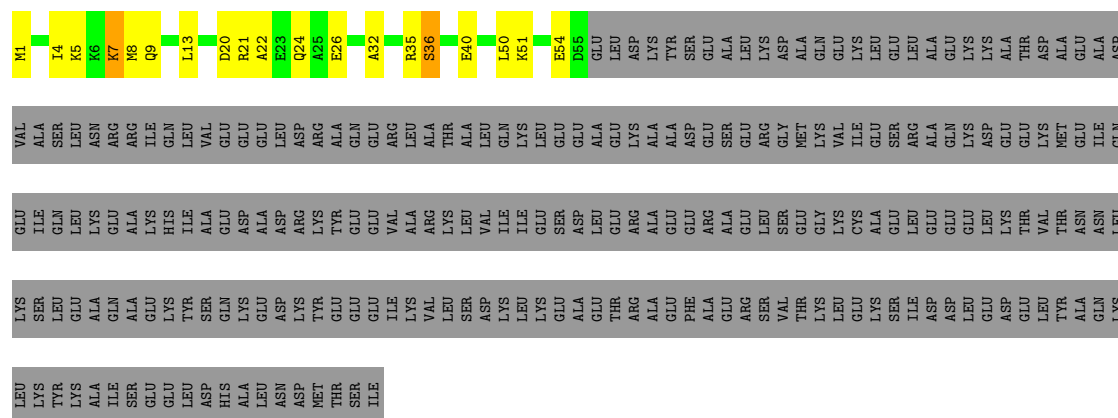 M1 I4 K5 K6 K7 M8 Q9 L13 D20 R21 A22 E23 Q24 A25 E26 A32 R35 S36 E40 L50 K51 E54 D55 GLU LEU ASP LYS TYR SER GLU ALA LEU LYS ASP ALA GLN GLU LYS LEU GLU LEU ALA GLU LYS LYS ALA THR ASP ALA GLU ALA ASP
VAL ALA SER LEU ASN ARG ARG ILE GLN LEU VAL GLU GLU GLU LEU ASP ARG ALA GLN GLU ARG LEU ALA THR ALA LEU GLN LYS LEU GLU GLU ALA GLU LYS ALA ALA ASP GLU SER GLU ARG GLY MET LYS VAL ILE GLU SER ARG ALA GLN LYS ASP GLU GLU LYS MET GLU ILE GLN
GLU ILE GLN LEU LYS GLU ALA LYS HIS ILE ALA GLU ASP ALA ASP ARG LYS TYR GLU GLU VAL ALA ARG LYS LEU VAL ILE ILE GLU SER ASP LEU GLU ARG ALA GLU GLU ARG ALA GLU LEU SER GLU GLY LYS CYS ALA GLU LEU GLU GLU GLU LEU LYS THR VAL THR ASN ASN LEU
LYS SER LEU GLU ALA GLN ALA GLU LYS TYR SER GLN LYS GLU ASP LYS TYR GLU GLU GLU ILE LYS VAL LEU SER ASP LYS LEU LYS GLU ALA GLU THR ARG ALA GLU PHE ALA GLU ARG SER VAL THR LYS LEU GLU LYS SER ILE ASP ASP LEU GLU ASP GLU LEU TYR ALA GLN LYS
LEU LYS TYR LYS ALA ILE SER GLU GLU LEU ASP HIS ALA LEU ASN ASP MET THR SER ILE